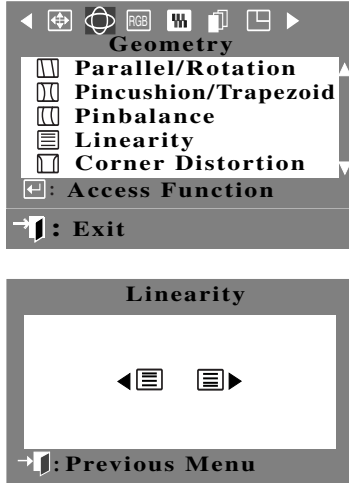 RGB
Geometry
Parallel/Rotation
Pincushion/Trapezoid
Pinbalance
Linearity
Corner Distortion
: Access Function
: Exit
Linearity
: Previous Menu